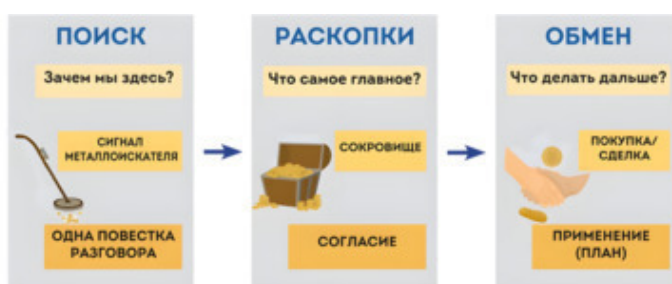 ПОИСК
Зачем мы здесь?
СИГНАЛ
МЕТАЛЛОИСКАТЕЛЯ
ОДНА ПОВЕСТКА
РАЗГОВОРА
РАСКОПКИ
Что самое главное?
СОКРОВИЩЕ
СОГЛАСИЕ
ОБМЕН
Что делать дальше?
ПОКУПКА/
СДЕЛКА
ПРИМЕНЕНИЕ
(ПЛАН)